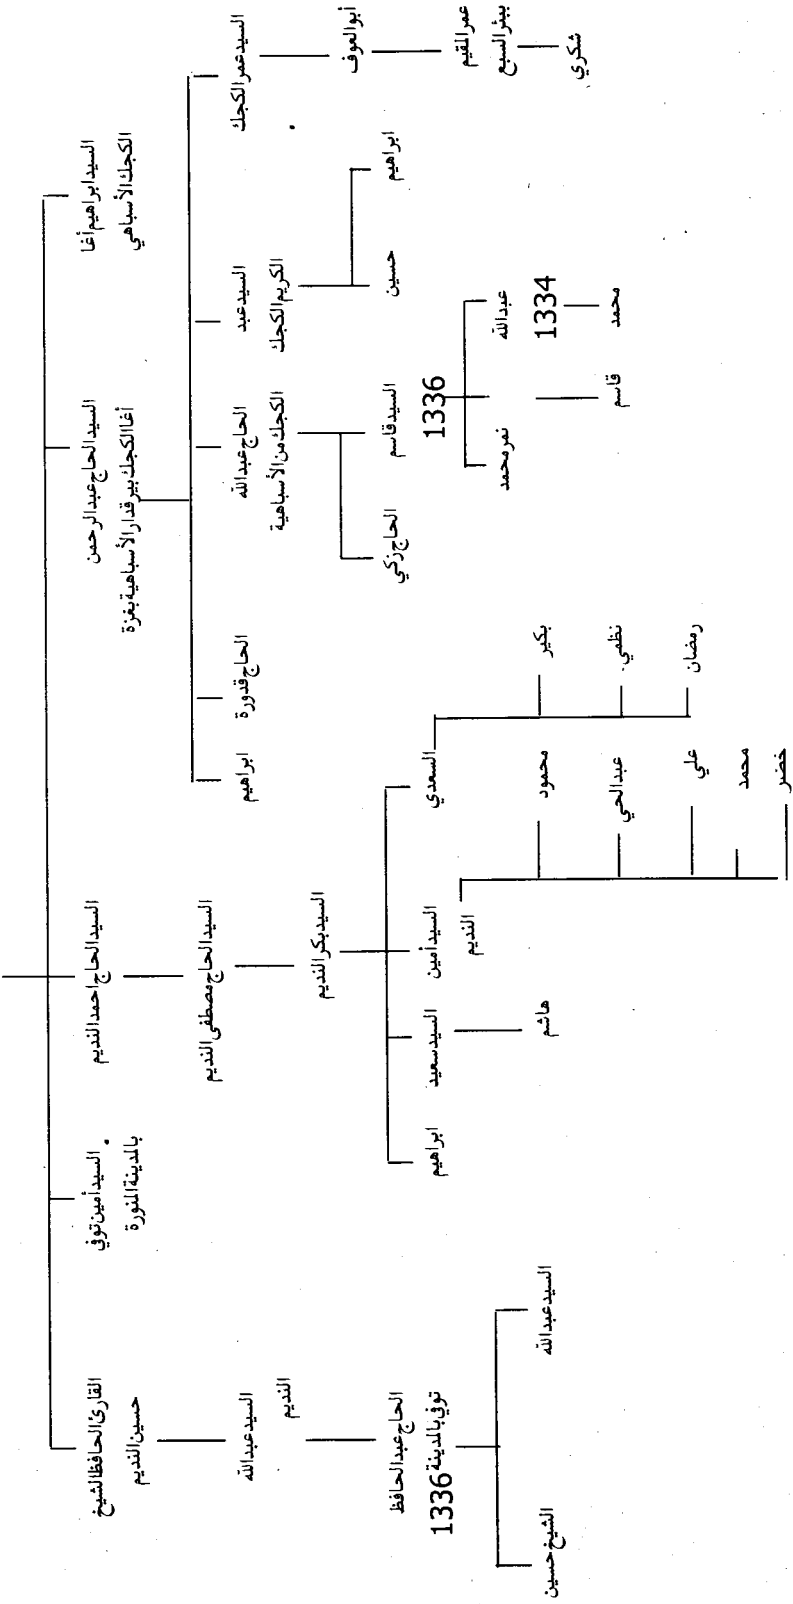 السيد ابراهيم أغا
الكجك الأسباهي
السيد الحاج عبد الرحمن
أغا الكجك بيرقدار الأسباهية بغزة
السيد الحاج احمد النديم
السيد أمين توفي
بالمدينة المنورة
القارئ الحافظ الشيخ
حسين النديم
السيد عمر الكجك
أبو العوف
عمر المقيم
ببئر السبع
شكري
السيد عبد
الكريم الكجك
ابراهيم
حسين
الحاج عبد الله
الكجك من الأسباهية
السيد قاسم
1336
الحاج زكي
عبد الله
1334
محمد
قاسم
نمر محمد
الحاج قدورة
ابراهيم
السيد الحاج مصطفى النديم
السيد بكر النديم
السعدي
بكير
نظمي
رمضان
السيد أمين
النديم
محمود
عبد الحي
علي
محمد
خضر
السيد سعيد
هاشم
ابراهيم
السيد عبد الله
النديم
الحاج عبد الحافظ
توفي بالمدينة 1336
السيد عبد الله
الشيخ حسين